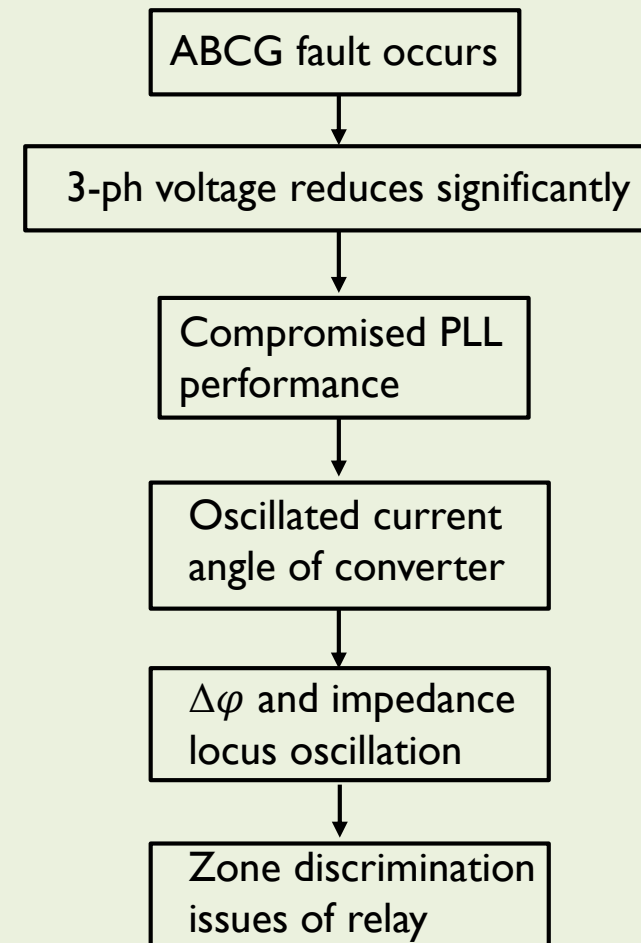 ABCG fault occurs
3-ph voltage reduces significantly
Compromised PLL
performance
Oscillated current
angle of converter
Δφ and impedance
locus oscillation
Zone discrimination
issues of relay